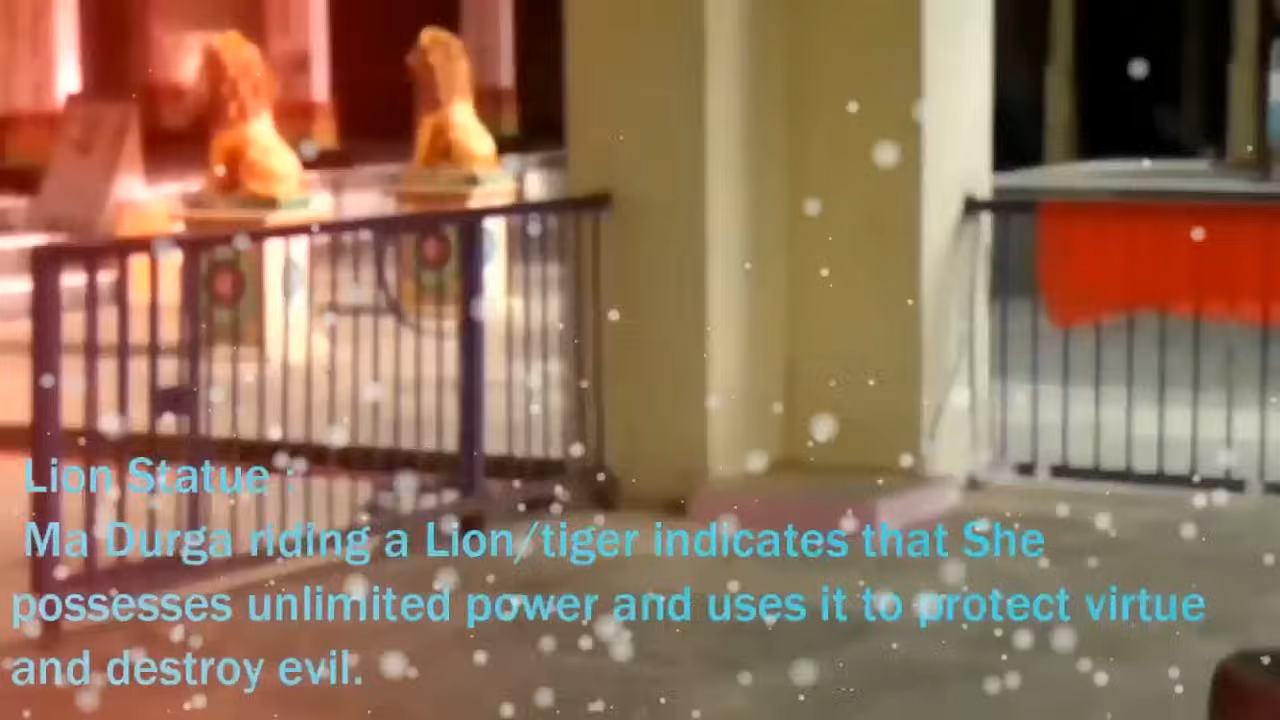 Lion Statue :
Ma Durga riding a Lion/tiger indicates that She
possesses unlimited power and uses it to protect virtue
and destroy evil.